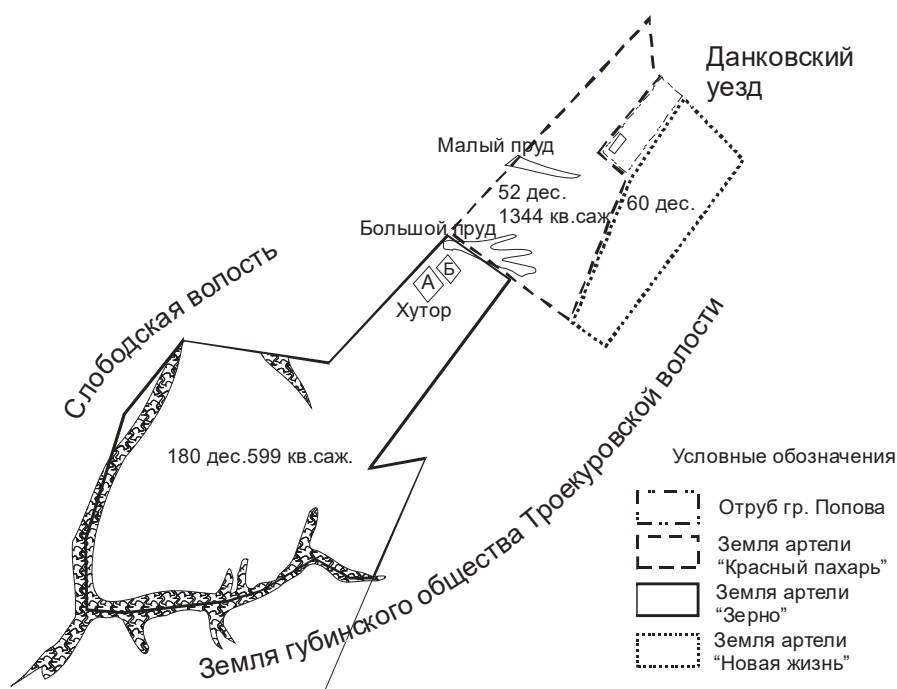 Данковский
уезд
Малый пруд
52 дес.
1344 кв.саж.
60 дес.
Большой пруд
А
Б
Хутор
Слободская волость
180 дес.599 кв.саж.
Земля губинского общества Троекуровской волости
Условные обозначения
Отруб гр. Попова
Земля артели
“Красный пахарь”
Земля артели
“Зерно”
Земля артели
“Новая жизнь”